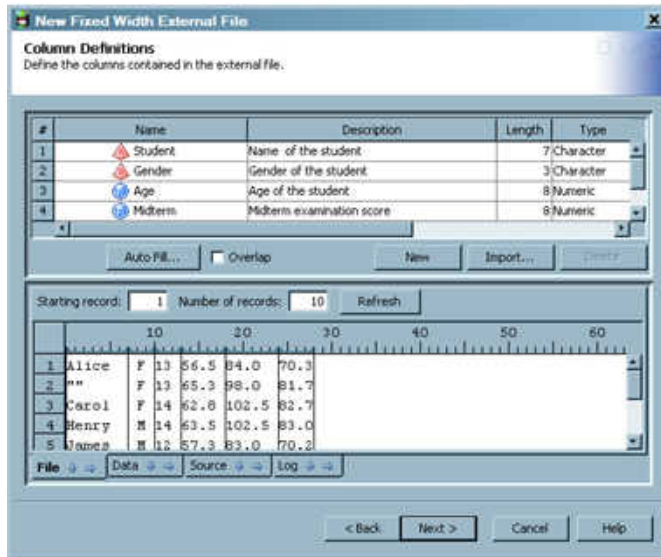 New Fixed Width External File
Column Definitions
Define the columns contained in the external file.
# Name Description Length Type
1 Student Name of the student 7 Character
2 Gender Gender of the student 3 Character
3 Age Age of the student 8 Numeric
4 Midterm Midterm examination score 8 Numeric
Auto Fill... Overlap New Import... Delete
Starting record: 1 Number of records: 10 Refresh
10 20 30 40 50 60
1 Alice F 13 56.5 84.0 70.3
2 "" F 13 65.3 98.0 81.7
3 Carol F 14 62.8 102.5 82.7
4 Henry M 14 63.5 102.5 83.0
5 James M 12 57.3 83.0 70.2
File Data Source Log
< Back Next > Cancel Help